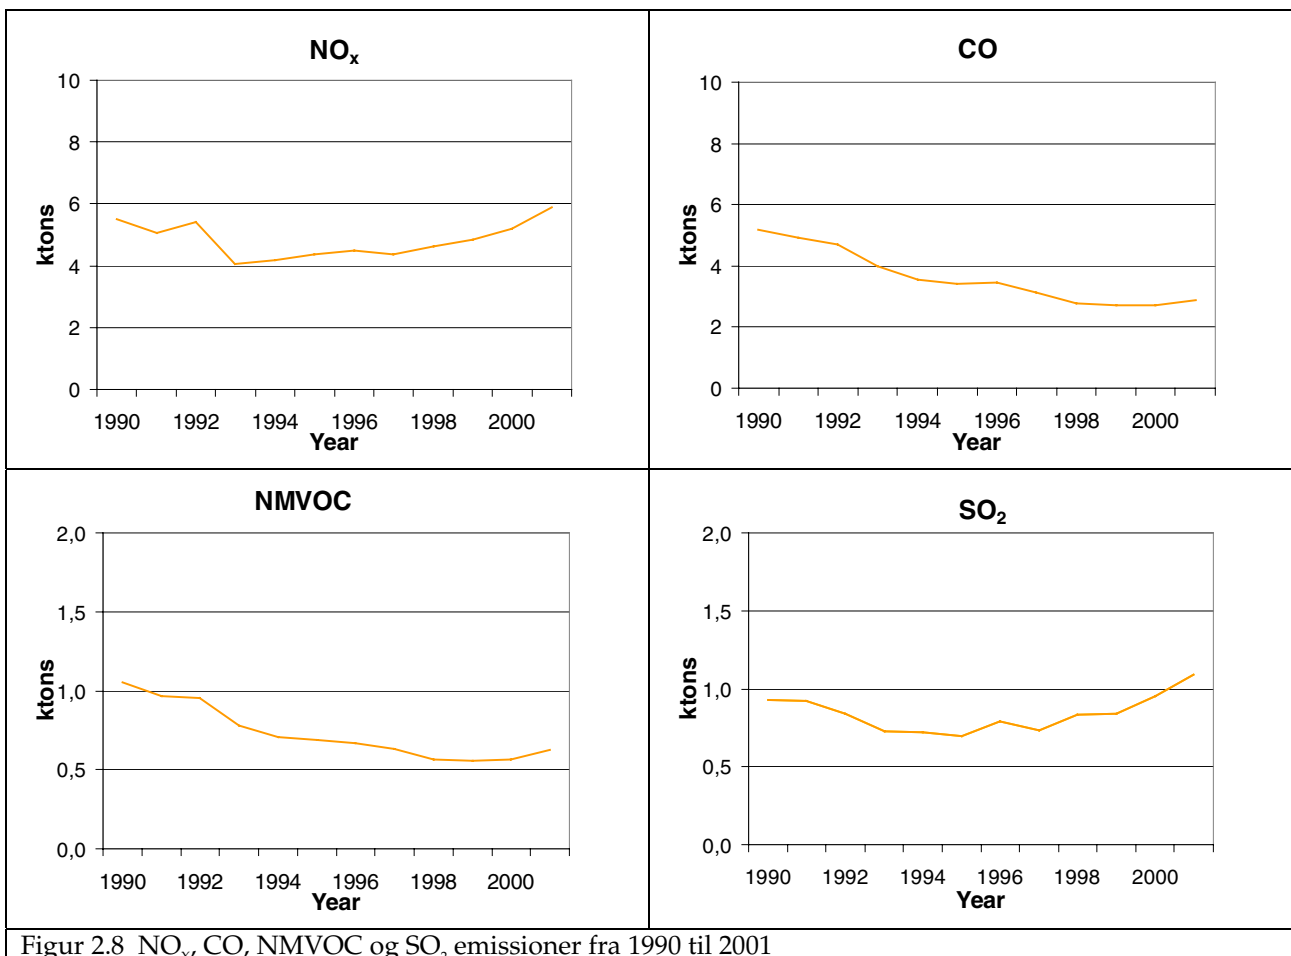 NOx
10
8
6
4
2
0
ktons
1990 1992 1994 1996 1998 2000
Year
CO
10
8
6
4
2
0
ktons
1990 1992 1994 1996 1998 2000
Year
NMVOC
2,0
1,5
1,0
0,5
0,0
ktons
1990 1992 1994 1996 1998 2000
Year
SO2
2,0
1,5
1,0
0,5
0,0
ktons
1990 1992 1994 1996 1998 2000
Year
Figur 2.8 NOx, CO, NMVOC og SO2 emissioner fra 1990 til 2001